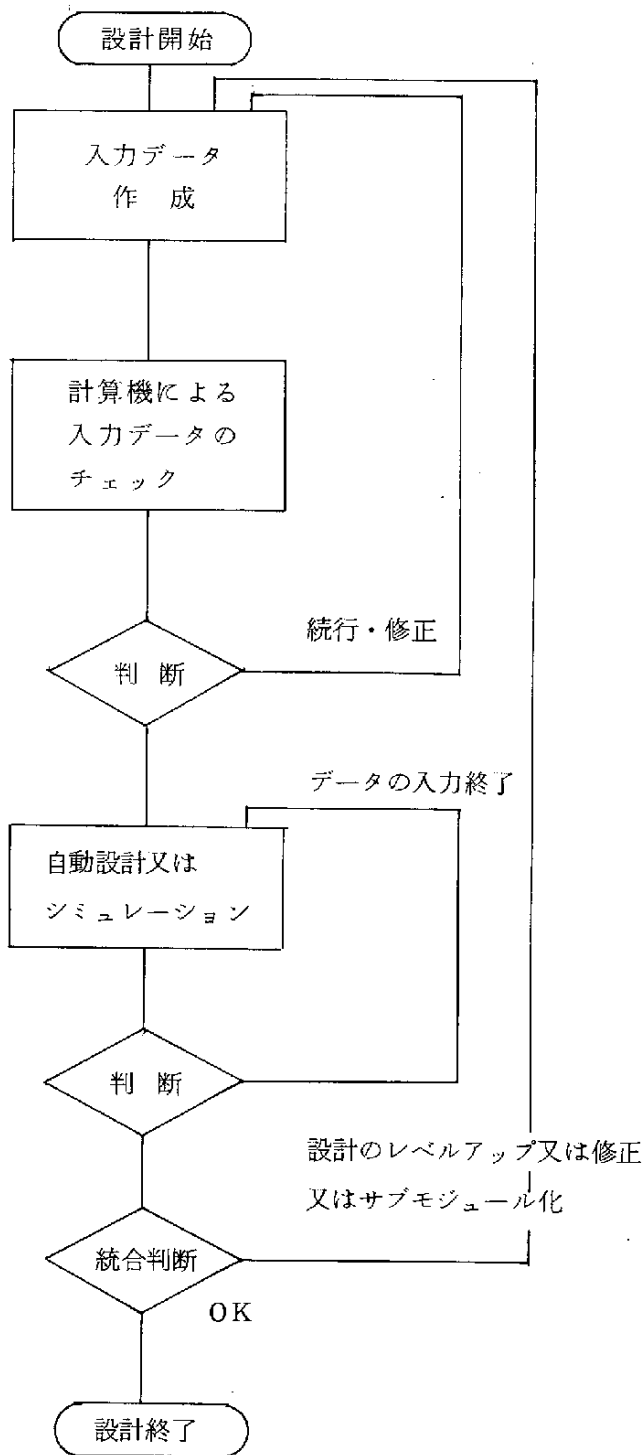 設計開始
入力データ
作 成
計算機による
入力データの
チェック
続行・修正
判 断
データの入力終了
自動設計又は
シミュレーション
判 断
設計のレベルアップ又は修正
又はサブモジュール化
統合判断
OK
設計終了